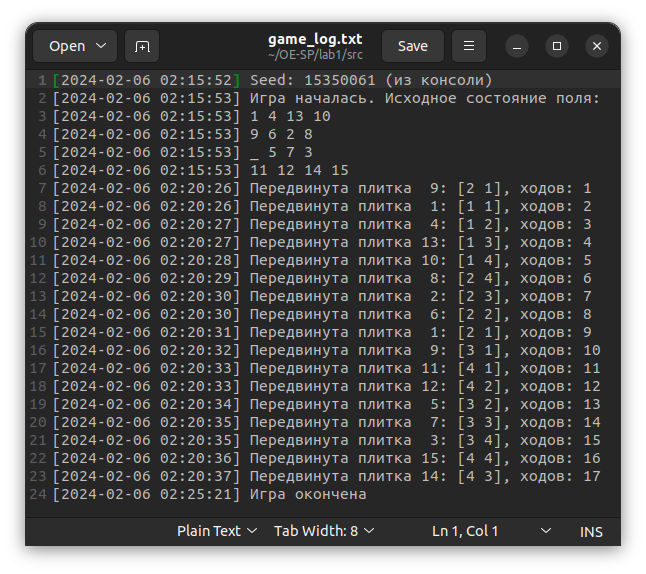 Open
game_log.txt
~/OE-SP/lab1/src
Save
1 [2024-02-06 02:15:52] Seed: 15350061 (из консоли)
2 [2024-02-06 02:15:53] Игра началась. Исходное состояние поля:
3 [2024-02-06 02:15:53] 1 4 13 10
4 [2024-02-06 02:15:53] 9 6 2 8
5 [2024-02-06 02:15:53] _ 5 7 3
6 [2024-02-06 02:15:53] 11 12 14 15
7 [2024-02-06 02:20:26] Передвинута плитка  9: [2 1], ходов: 1
8 [2024-02-06 02:20:26] Передвинута плитка  1: [1 1], ходов: 2
9 [2024-02-06 02:20:27] Передвинута плитка  4: [1 2], ходов: 3
10 [2024-02-06 02:20:27] Передвинута плитка 13: [1 3], ходов: 4
11 [2024-02-06 02:20:28] Передвинута плитка 10: [1 4], ходов: 5
12 [2024-02-06 02:20:29] Передвинута плитка  8: [2 4], ходов: 6
13 [2024-02-06 02:20:30] Передвинута плитка  2: [2 3], ходов: 7
14 [2024-02-06 02:20:30] Передвинута плитка  6: [2 2], ходов: 8
15 [2024-02-06 02:20:31] Передвинута плитка  1: [2 1], ходов: 9
16 [2024-02-06 02:20:32] Передвинута плитка  9: [3 1], ходов: 10
17 [2024-02-06 02:20:33] Передвинута плитка 11: [4 1], ходов: 11
18 [2024-02-06 02:20:33] Передвинута плитка 12: [4 2], ходов: 12
19 [2024-02-06 02:20:34] Передвинута плитка  5: [3 2], ходов: 13
20 [2024-02-06 02:20:35] Передвинута плитка  7: [3 3], ходов: 14
21 [2024-02-06 02:20:35] Передвинута плитка  3: [3 4], ходов: 15
22 [2024-02-06 02:20:36] Передвинута плитка 15: [4 4], ходов: 16
23 [2024-02-06 02:20:37] Передвинута плитка 14: [4 3], ходов: 17
24 [2024-02-06 02:25:21] Игра окончена
Plain Text Tab Width: 8 Ln 1, Col 1 INS